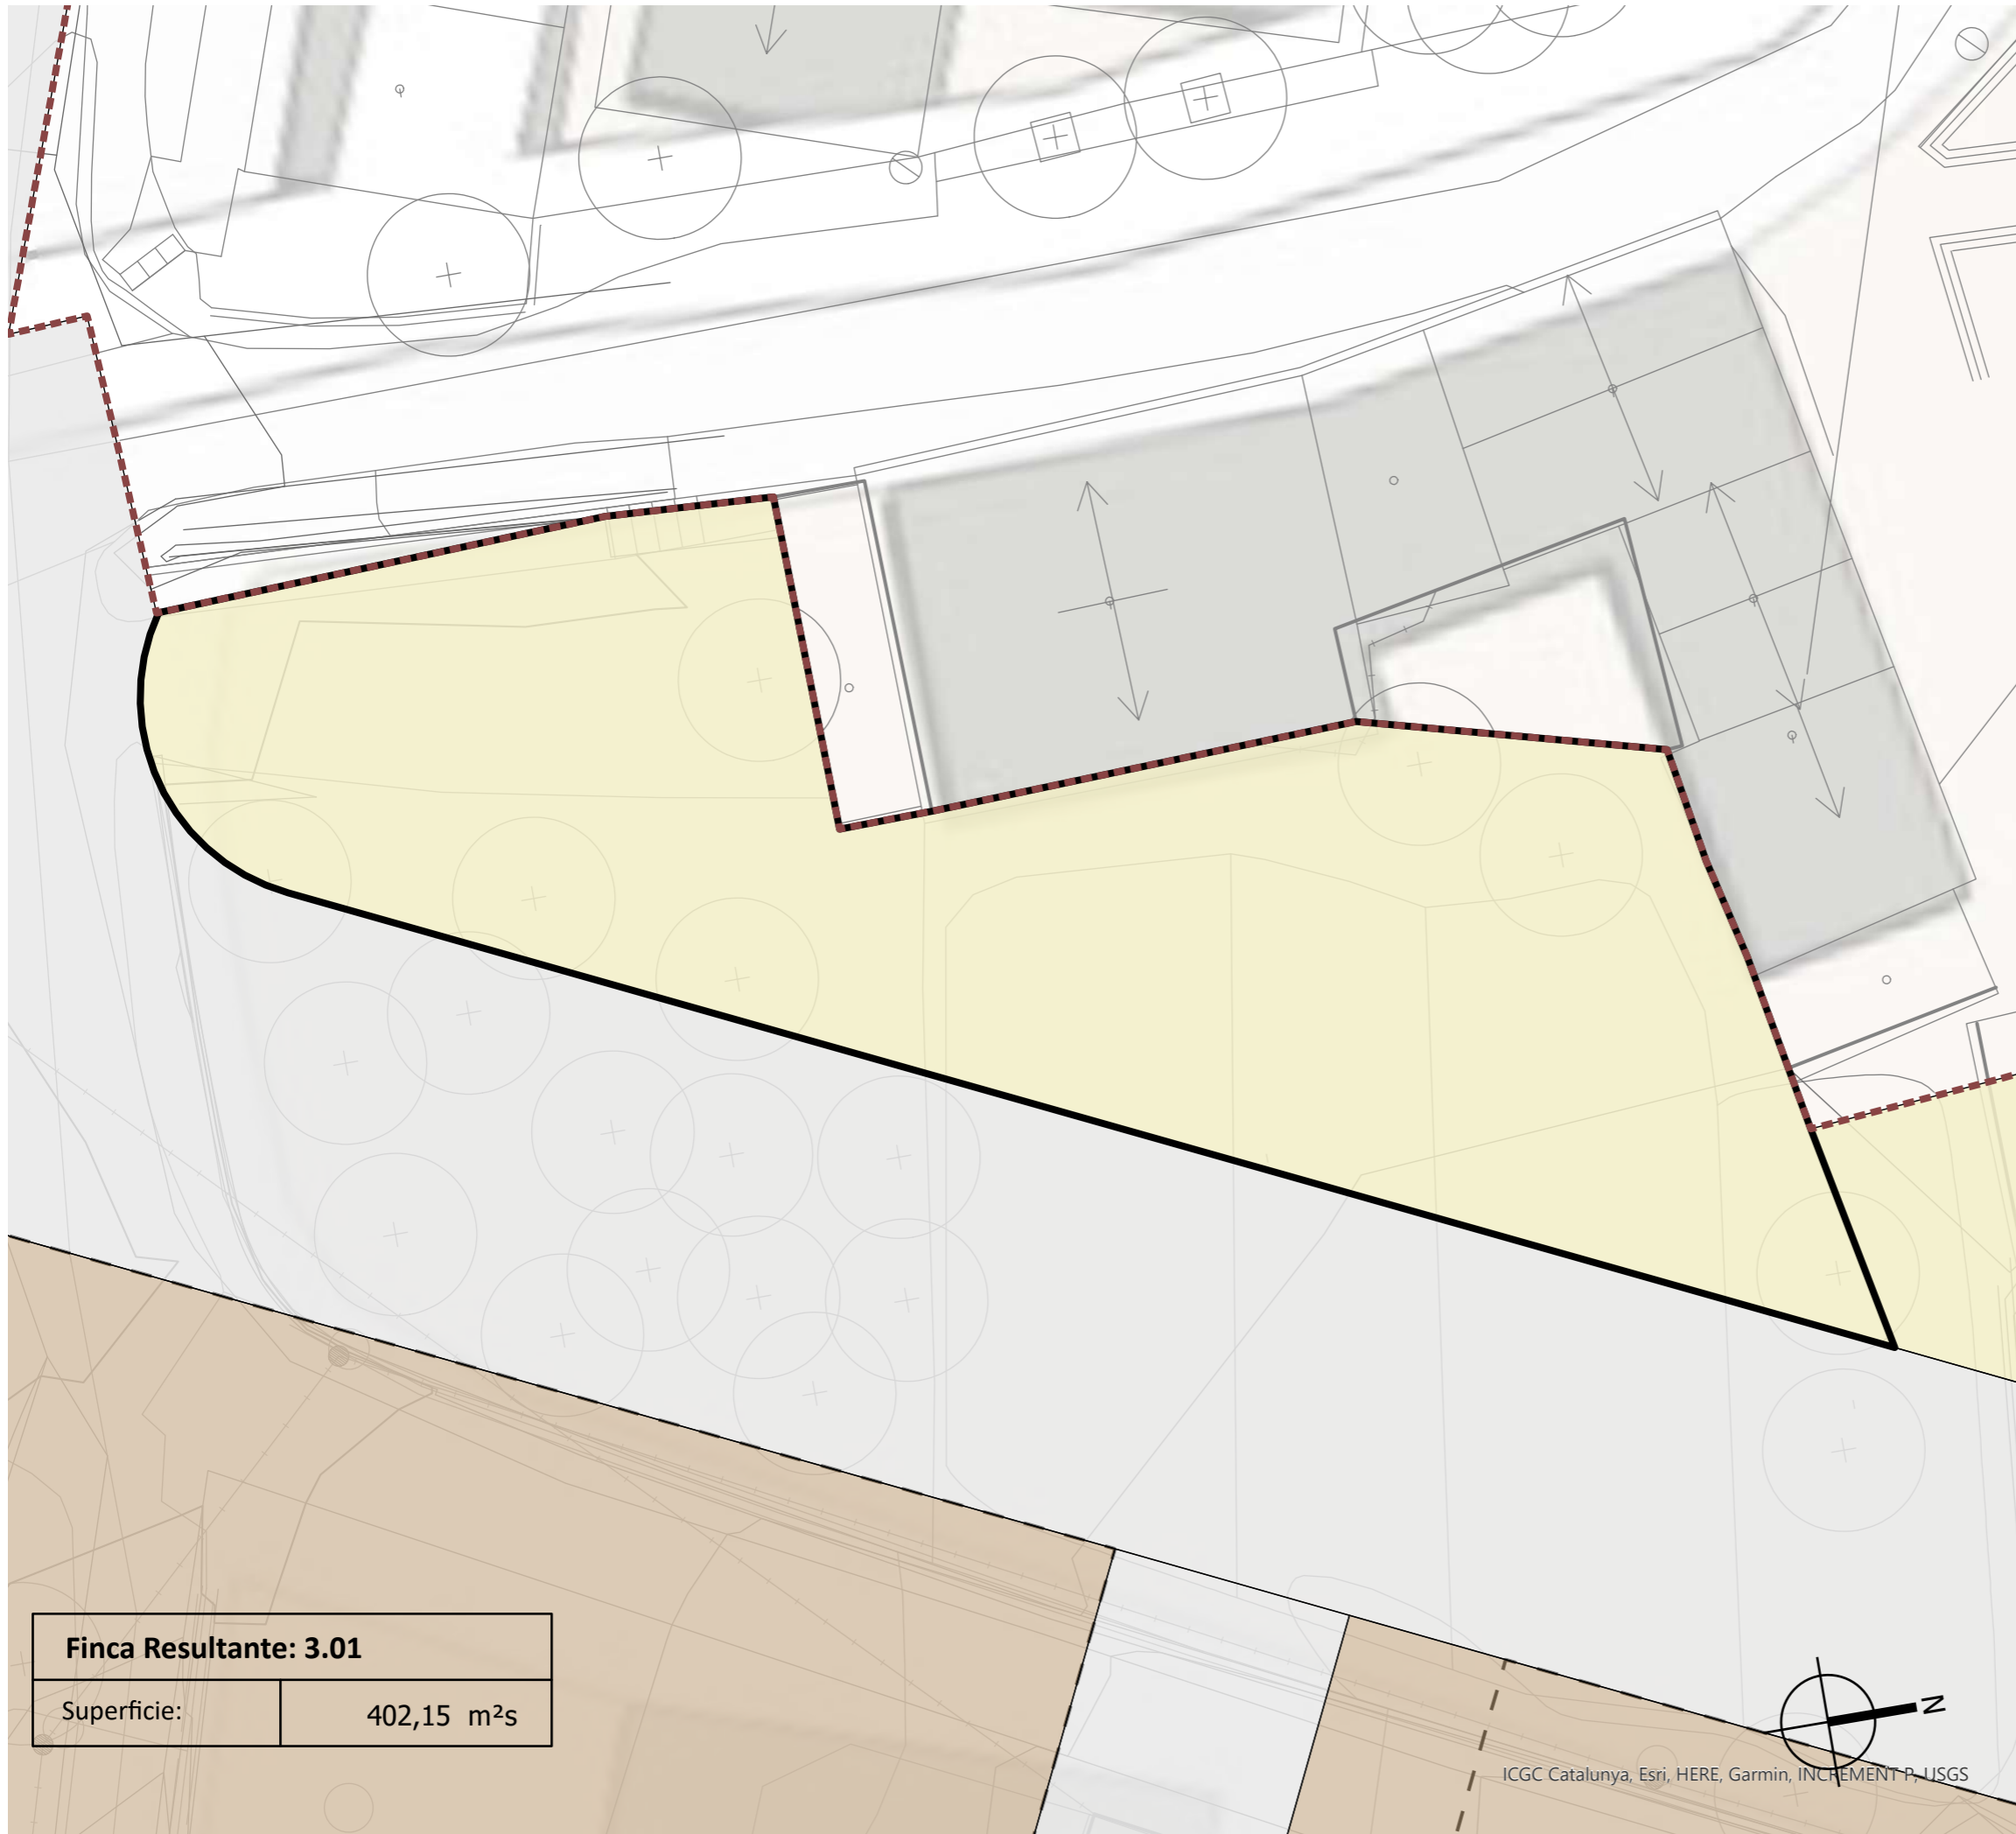 Finca Resultante: 3.01
Superficie: 402,15 m²s
N
ICGC Catalunya, Esri, HERE, Garmin, INCREMENT P, USGS